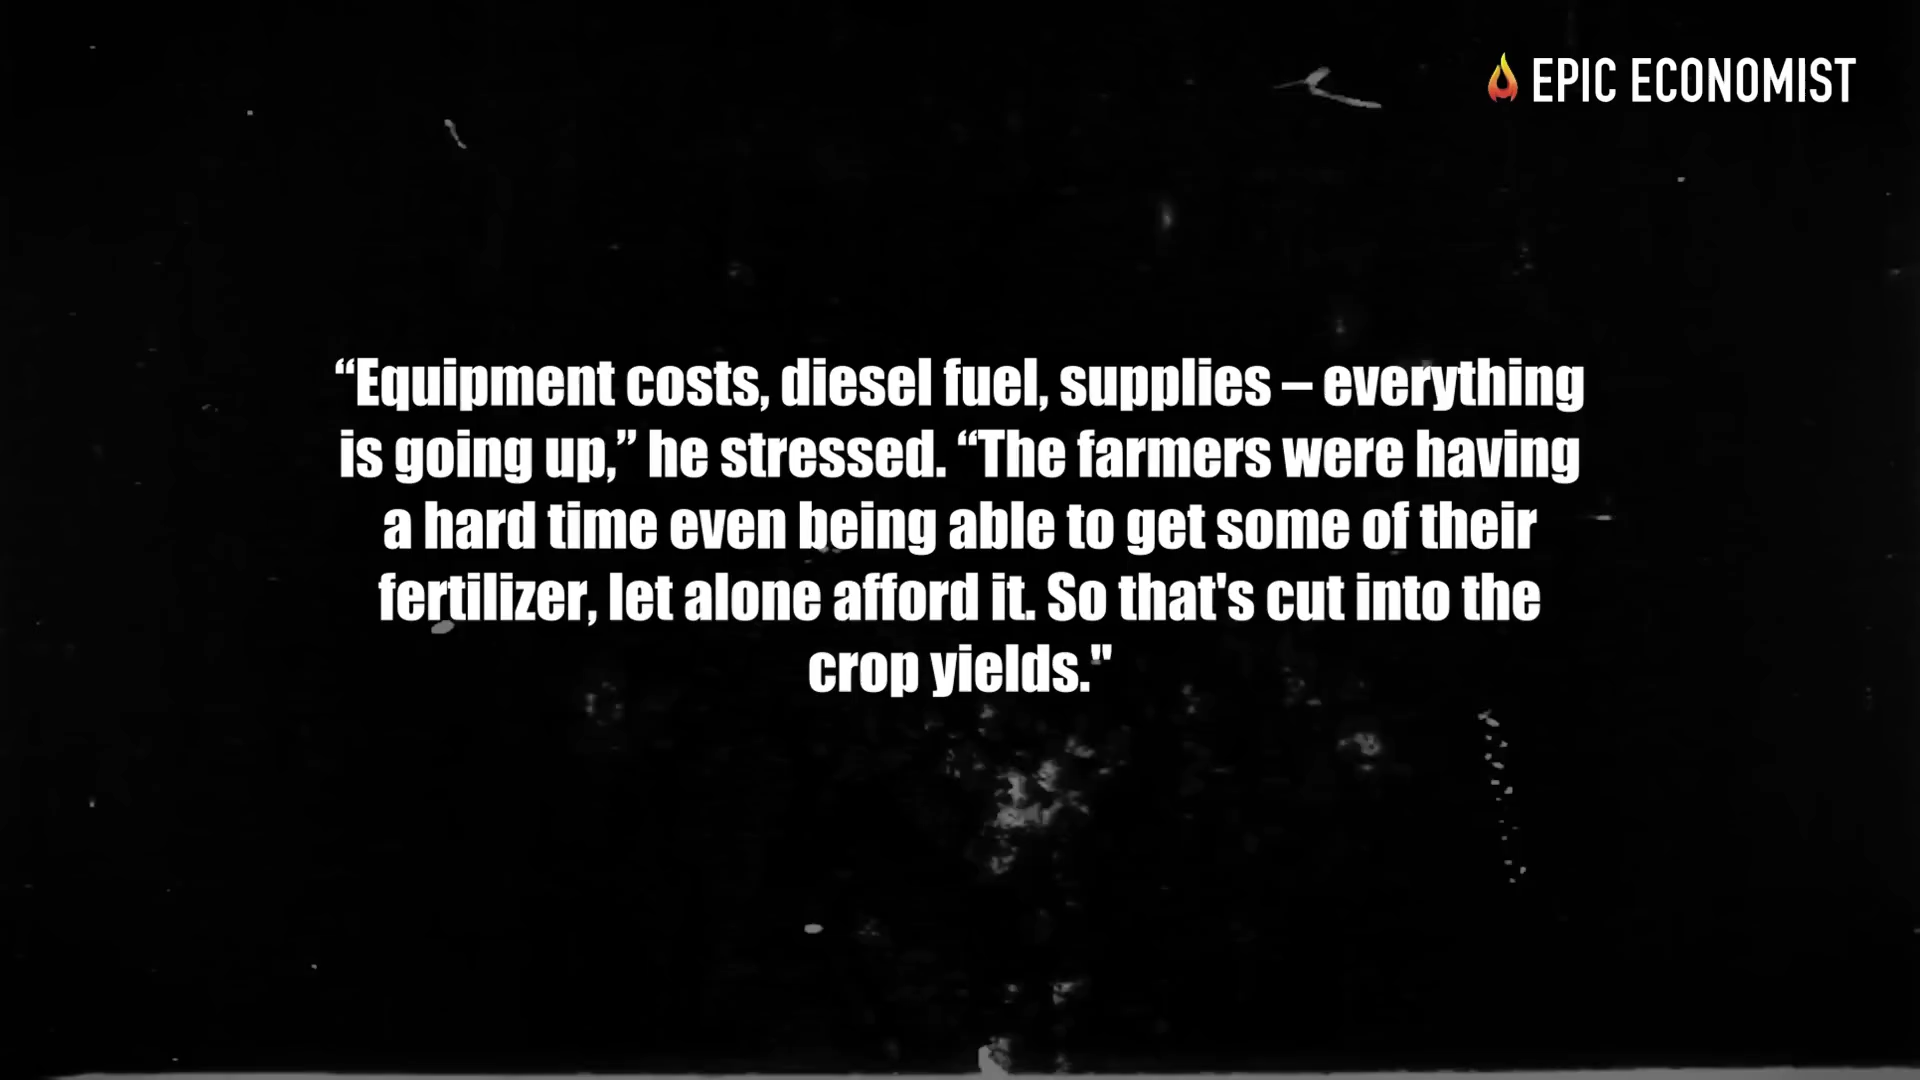 EPIC ECONOMIST
“Equipment costs, diesel fuel, supplies – everything
is going up,” he stressed. “The farmers were having
a hard time even being able to get some of their
fertilizer, let alone afford it. So that's cut into the
crop yields."